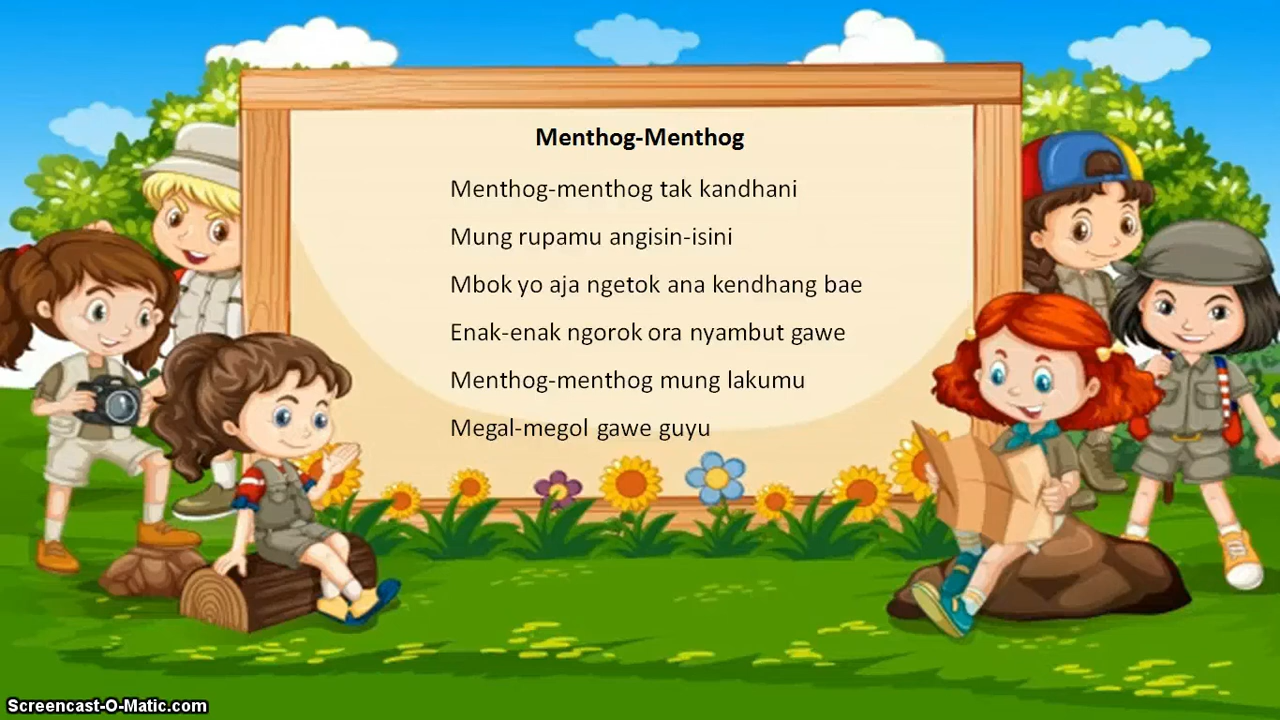 Menthog-Menthog
Menthog-menthog tak kandhani
Mung rupamu angisin-isini
Mbok yo aja ngetok ana kendhang bae
Enak-enak ngorok ora nyambut gawe
Menthog-menthog mung lakumu
Megal-megol gawe guyu
Screencast-O-Matic.com